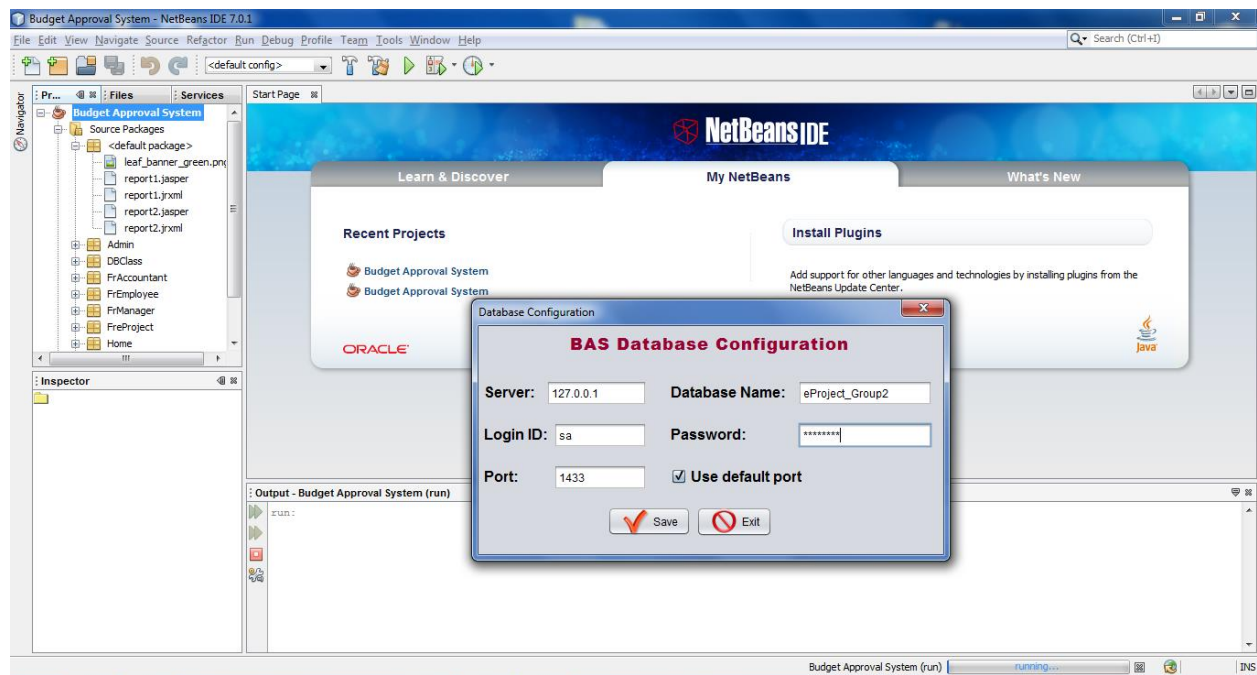 Budget Approval System - NetBeans IDE 7.0.1
File Edit View Navigate Source Refactor Run Debug Profile Team Tools Window Help
Search (Ctrl+I)
<default config>
Navigator
Pr...
Files
Services
Start Page
Budget Approval System
Source Packages
<default package>
leaf_banner_green.png
report1.jasper
report1.jrxml
report2.jasper
report2.jrxml
Admin
DBClass
FrAccountant
FrEmployee
FrManager
FreProject
Home
Inspector
NetBeans IDE
Learn & Discover
My NetBeans
What's New
Recent Projects
Budget Approval System
Budget Approval System
Install Plugins
Add support for other languages and technologies by installing plugins from the
NetBeans Update Center.
ORACLE
Java
Database Configuration
X
BAS Database Configuration
Server: 127.0.0.1 Database Name: eProject_Group2
Login ID: sa Password: ********
Port: 1433 Use default port
Save Exit
Output - Budget Approval System (run)
run:
Budget Approval System (run) running... INS